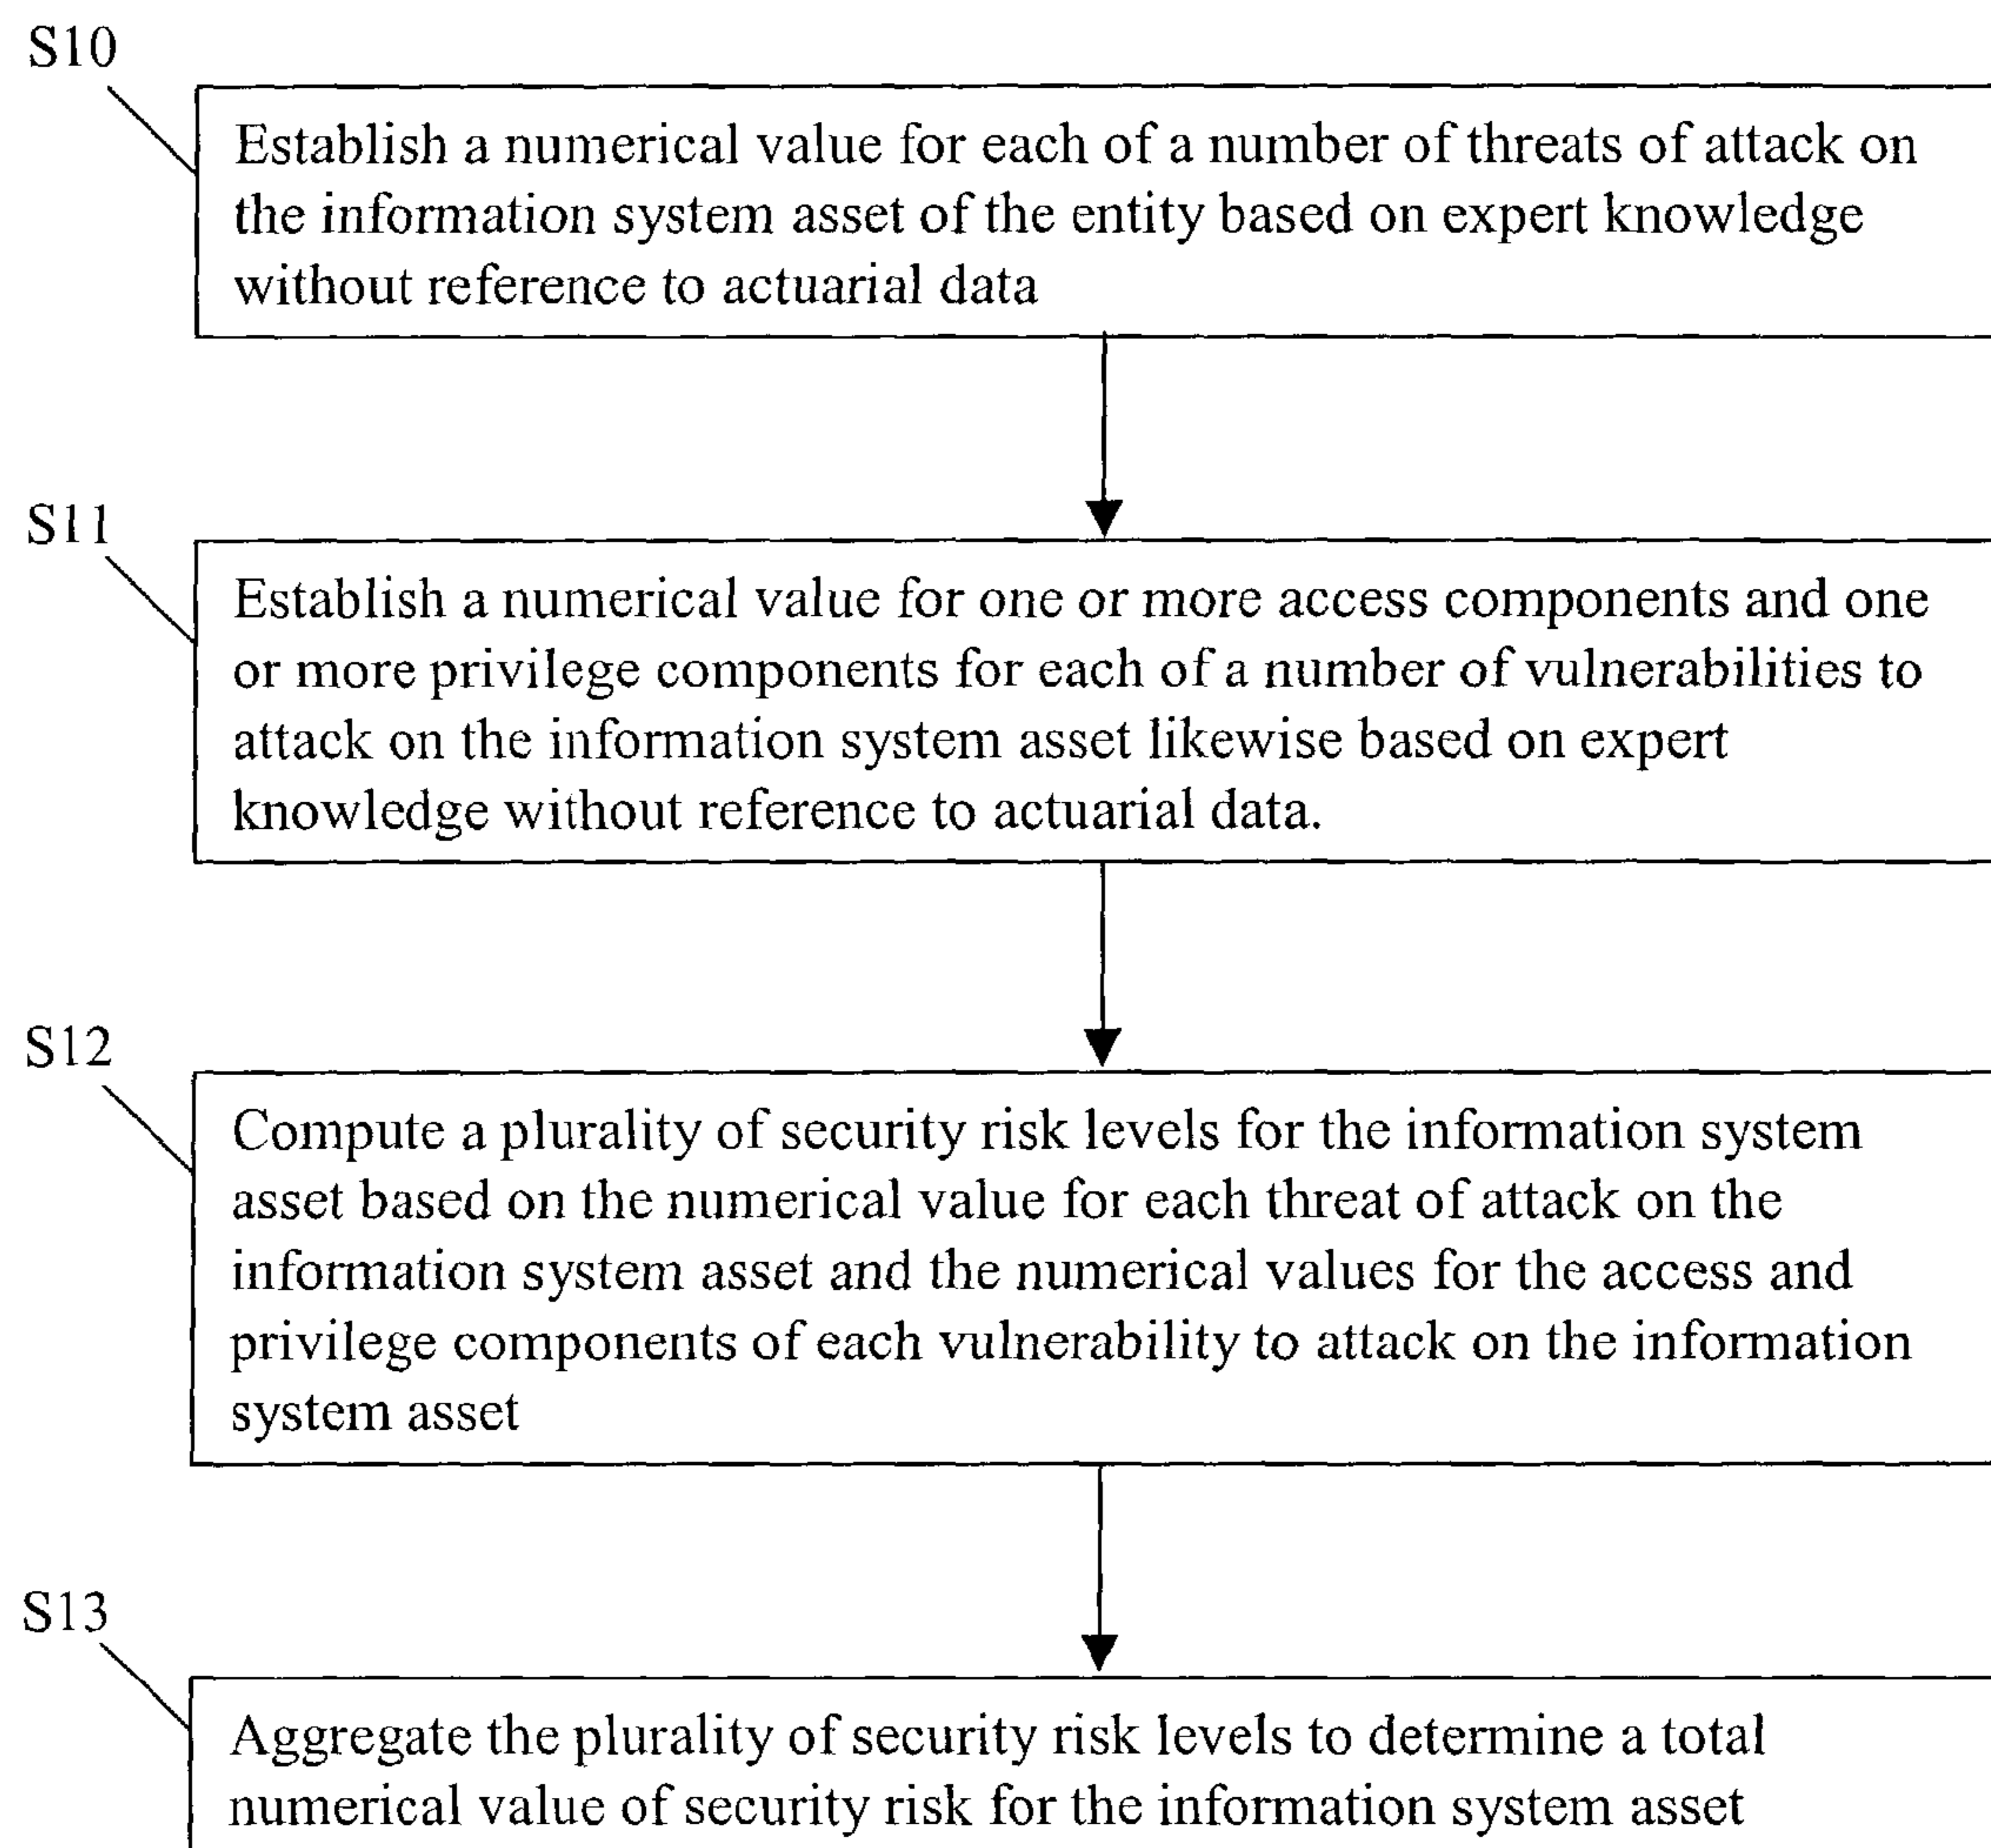 S10
Establish a numerical value for each of a number of threats of attack on
the information system asset of the entity based on expert knowledge
without reference to actuarial data
S11
Establish a numerical value for one or more access components and one
or more privilege components for each of a number of vulnerabilities to
attack on the information system asset likewise based on expert
knowledge without reference to actuarial data.
S12
Compute a plurality of security risk levels for the information system
asset based on the numerical value for each threat of attack on the
information system asset and the numerical values for the access and
privilege components of each vulnerability to attack on the information
system asset
S13
Aggregate the plurality of security risk levels to determine a total
numerical value of security risk for the information system asset